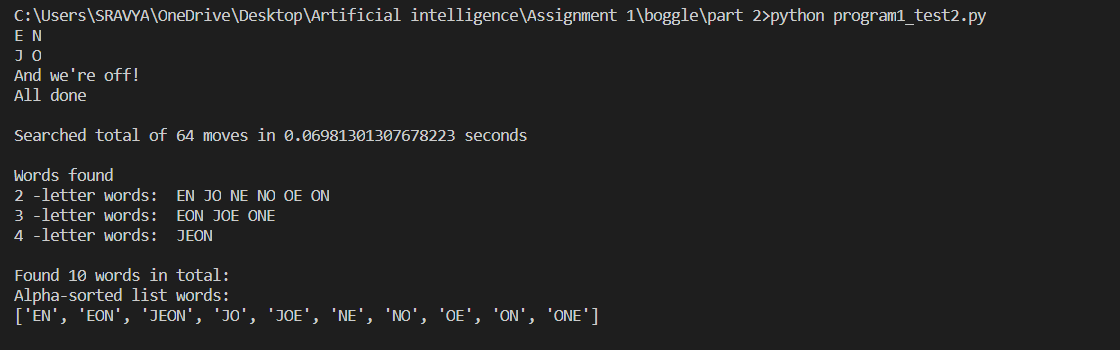 C:\Users\SRAVYA\OneDrive\Desktop\Artificial intelligence\Assignment 1\boggle\part 2>python program1_test2.py
E N
J O
And we're off!
All done
Searched total of 64 moves in 0.06981301307678223 seconds
Words found
2 -letter words:  EN JO NE NO OE ON
3 -letter words:  EON JOE ONE
4 -letter words:  JEON
Found 10 words in total:
Alpha-sorted list words:
['EN', 'EON', 'JEON', 'JO', 'JOE', 'NE', 'NO', 'OE', 'ON', 'ONE']